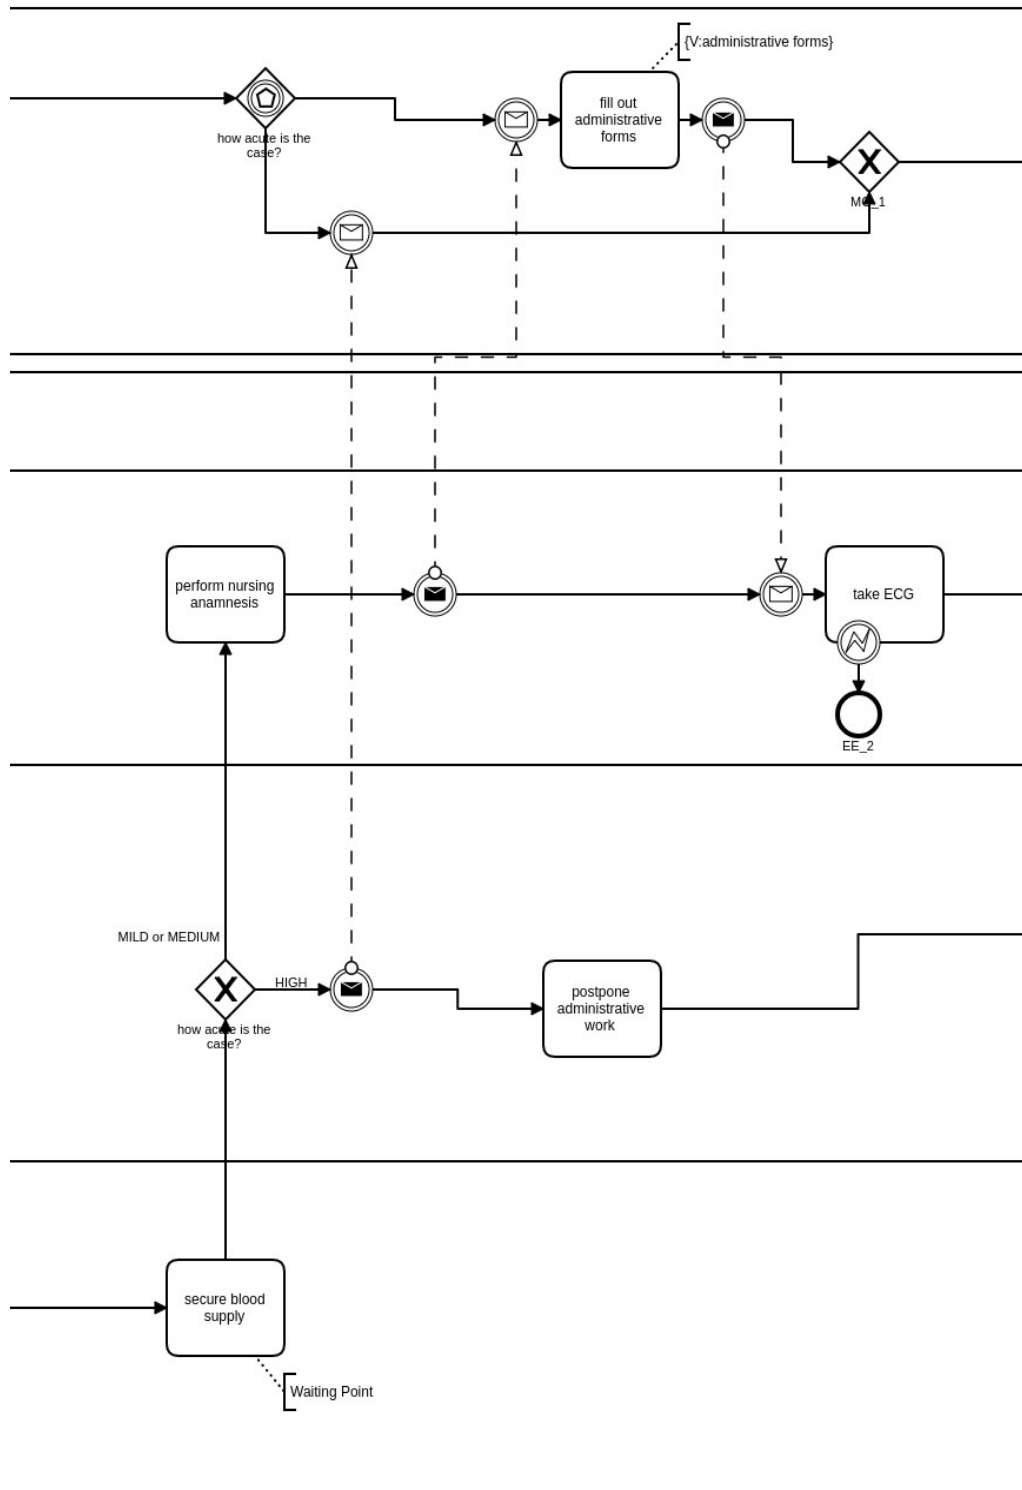 {V:administrative forms}
fill out
administrative
forms
how acute is the
case?
MG_1
perform nursing
anamnesis
take ECG
EE_2
MILD or MEDIUM
HIGH
how acute is the
case?
postpone
administrative
work
secure blood
supply
Waiting Point